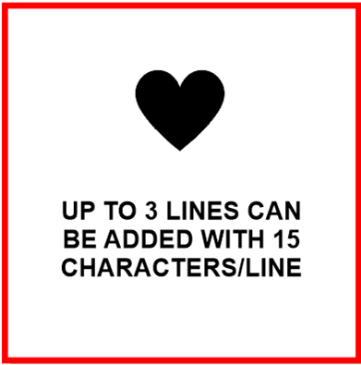 UP TO 3 LINES CAN
BE ADDED WITH 15
CHARACTERS/LINE